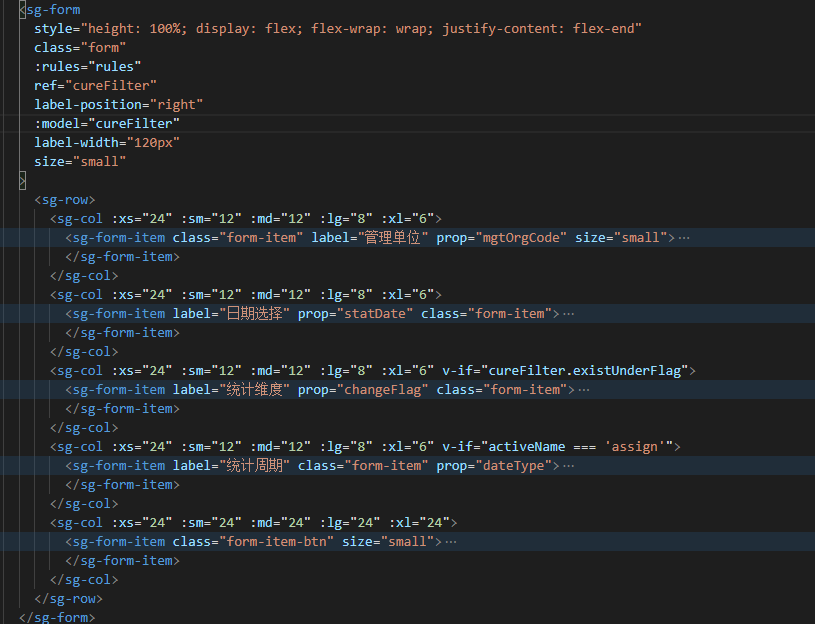 <sg-form
style="height: 100%; display: flex; flex-wrap: wrap; justify-content: flex-end"
class="form"
:rules="rules"
ref="cureFilter"
label-position="right"
:model="cureFilter"
label-width="120px"
size="small"
>
<sg-row>
<sg-col :xs="24" :sm="12" :md="12" :lg="8" :xl="6">
<sg-form-item class="form-item" label="管理单位" prop="mgtOrgCode" size="small">···
</sg-form-item>
</sg-col>
<sg-col :xs="24" :sm="12" :md="12" :lg="8" :xl="6">
<sg-form-item label="日期选择" prop="statDate" class="form-item">···
</sg-form-item>
</sg-col>
<sg-col :xs="24" :sm="12" :md="12" :lg="8" :xl="6" v-if="cureFilter.existUnderFlag">
<sg-form-item label="统计维度" prop="changeFlag" class="form-item">···
</sg-form-item>
</sg-col>
<sg-col :xs="24" :sm="12" :md="12" :lg="8" :xl="6" v-if="activeName === 'assign'">
<sg-form-item label="统计周期" class="form-item" prop="dateType">···
</sg-form-item>
</sg-col>
<sg-col :xs="24" :sm="24" :md="24" :lg="24" :xl="24">
<sg-form-item class="form-item-btn" size="small">···
</sg-form-item>
</sg-col>
</sg-row>
</sg-form>